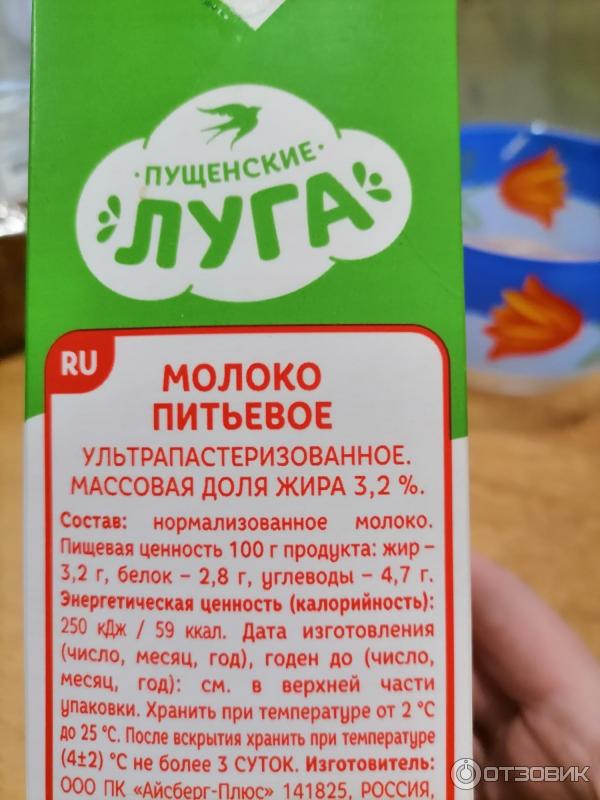 ПУЩЕНСКИЕ
ЛУГА
RU
МОЛОКО
ПИТЬЕВОЕ
УЛЬТРАПАСТЕРИЗОВАННОЕ.
МАССОВАЯ ДОЛЯ ЖИРА 3,2 %.
Состав: нормализованное молоко.
Пищевая ценность 100 г продукта: жир –
3,2 г, белок – 2,8 г, углеводы – 4,7 г.
Энергетическая ценность (калорийность):
250 кДж / 59 ккал. Дата изготовления
(число, месяц, год), годен до (число,
месяц, год): см. в верхней части
упаковки. Хранить при температуре от 2 °С
до 25 °С. После вскрытия хранить при температуре
(4±2) °С не более 3 СУТОК. Изготовитель:
ООО ПК «Айсберг-Плюс» 141825, РОССИЯ,
ОТЗОВИК